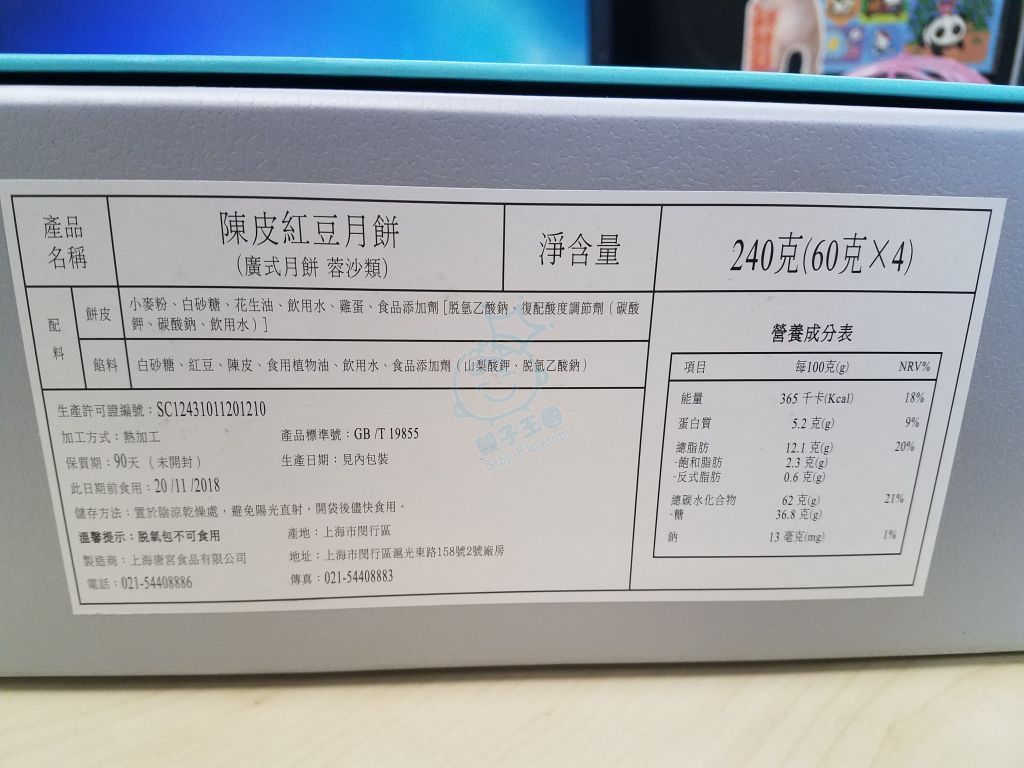 產品
名稱
陳皮紅豆月餅
(廣式月餅 蓉沙類)
淨含量
240克(60克×4)
配
料
餅皮
小麥粉、白砂糖、花生油、飲用水、雞蛋、食品添加劑 [脫氫乙酸鈉、復配酸度調節劑（碳酸
鉀、碳酸鈉、飲用水）]
餡料
白砂糖、紅豆、陳皮、食用植物油、飲用水、食品添加劑（山梨酸鉀、脫氫乙酸鈉）
生產許可證編號：SC12431011201210
加工方式：熱加工
產品標準號：GB /T 19855
保質期：90天 （未開封）
生產日期：見內包裝
此日期前食用：20 /11 /2018
儲存方法：置於陰涼乾燥處，避免陽光直射，開袋後儘快食用。
溫馨提示：脫氧包不可食用
產地：上海市閔行區
製造商：上海唐宮食品有限公司
地址：上海市閔行區滬光東路158號2號廠房
電話：021-54408886
傳真：021-54408883
營養成分表
項目 每100克(g) NRV%
能量 365 千卡(Kcal) 18%
蛋白質 5.2 克(g) 9%
總脂肪 12.1 克(g) 20%
-飽和脂肪 2.3 克(g)
-反式脂肪 0.6 克(g)
總碳水化合物 62 克(g) 21%
-糖 36.8 克(g)
鈉 13 毫克(mg) 1%
親子王國
Baby Kingdom